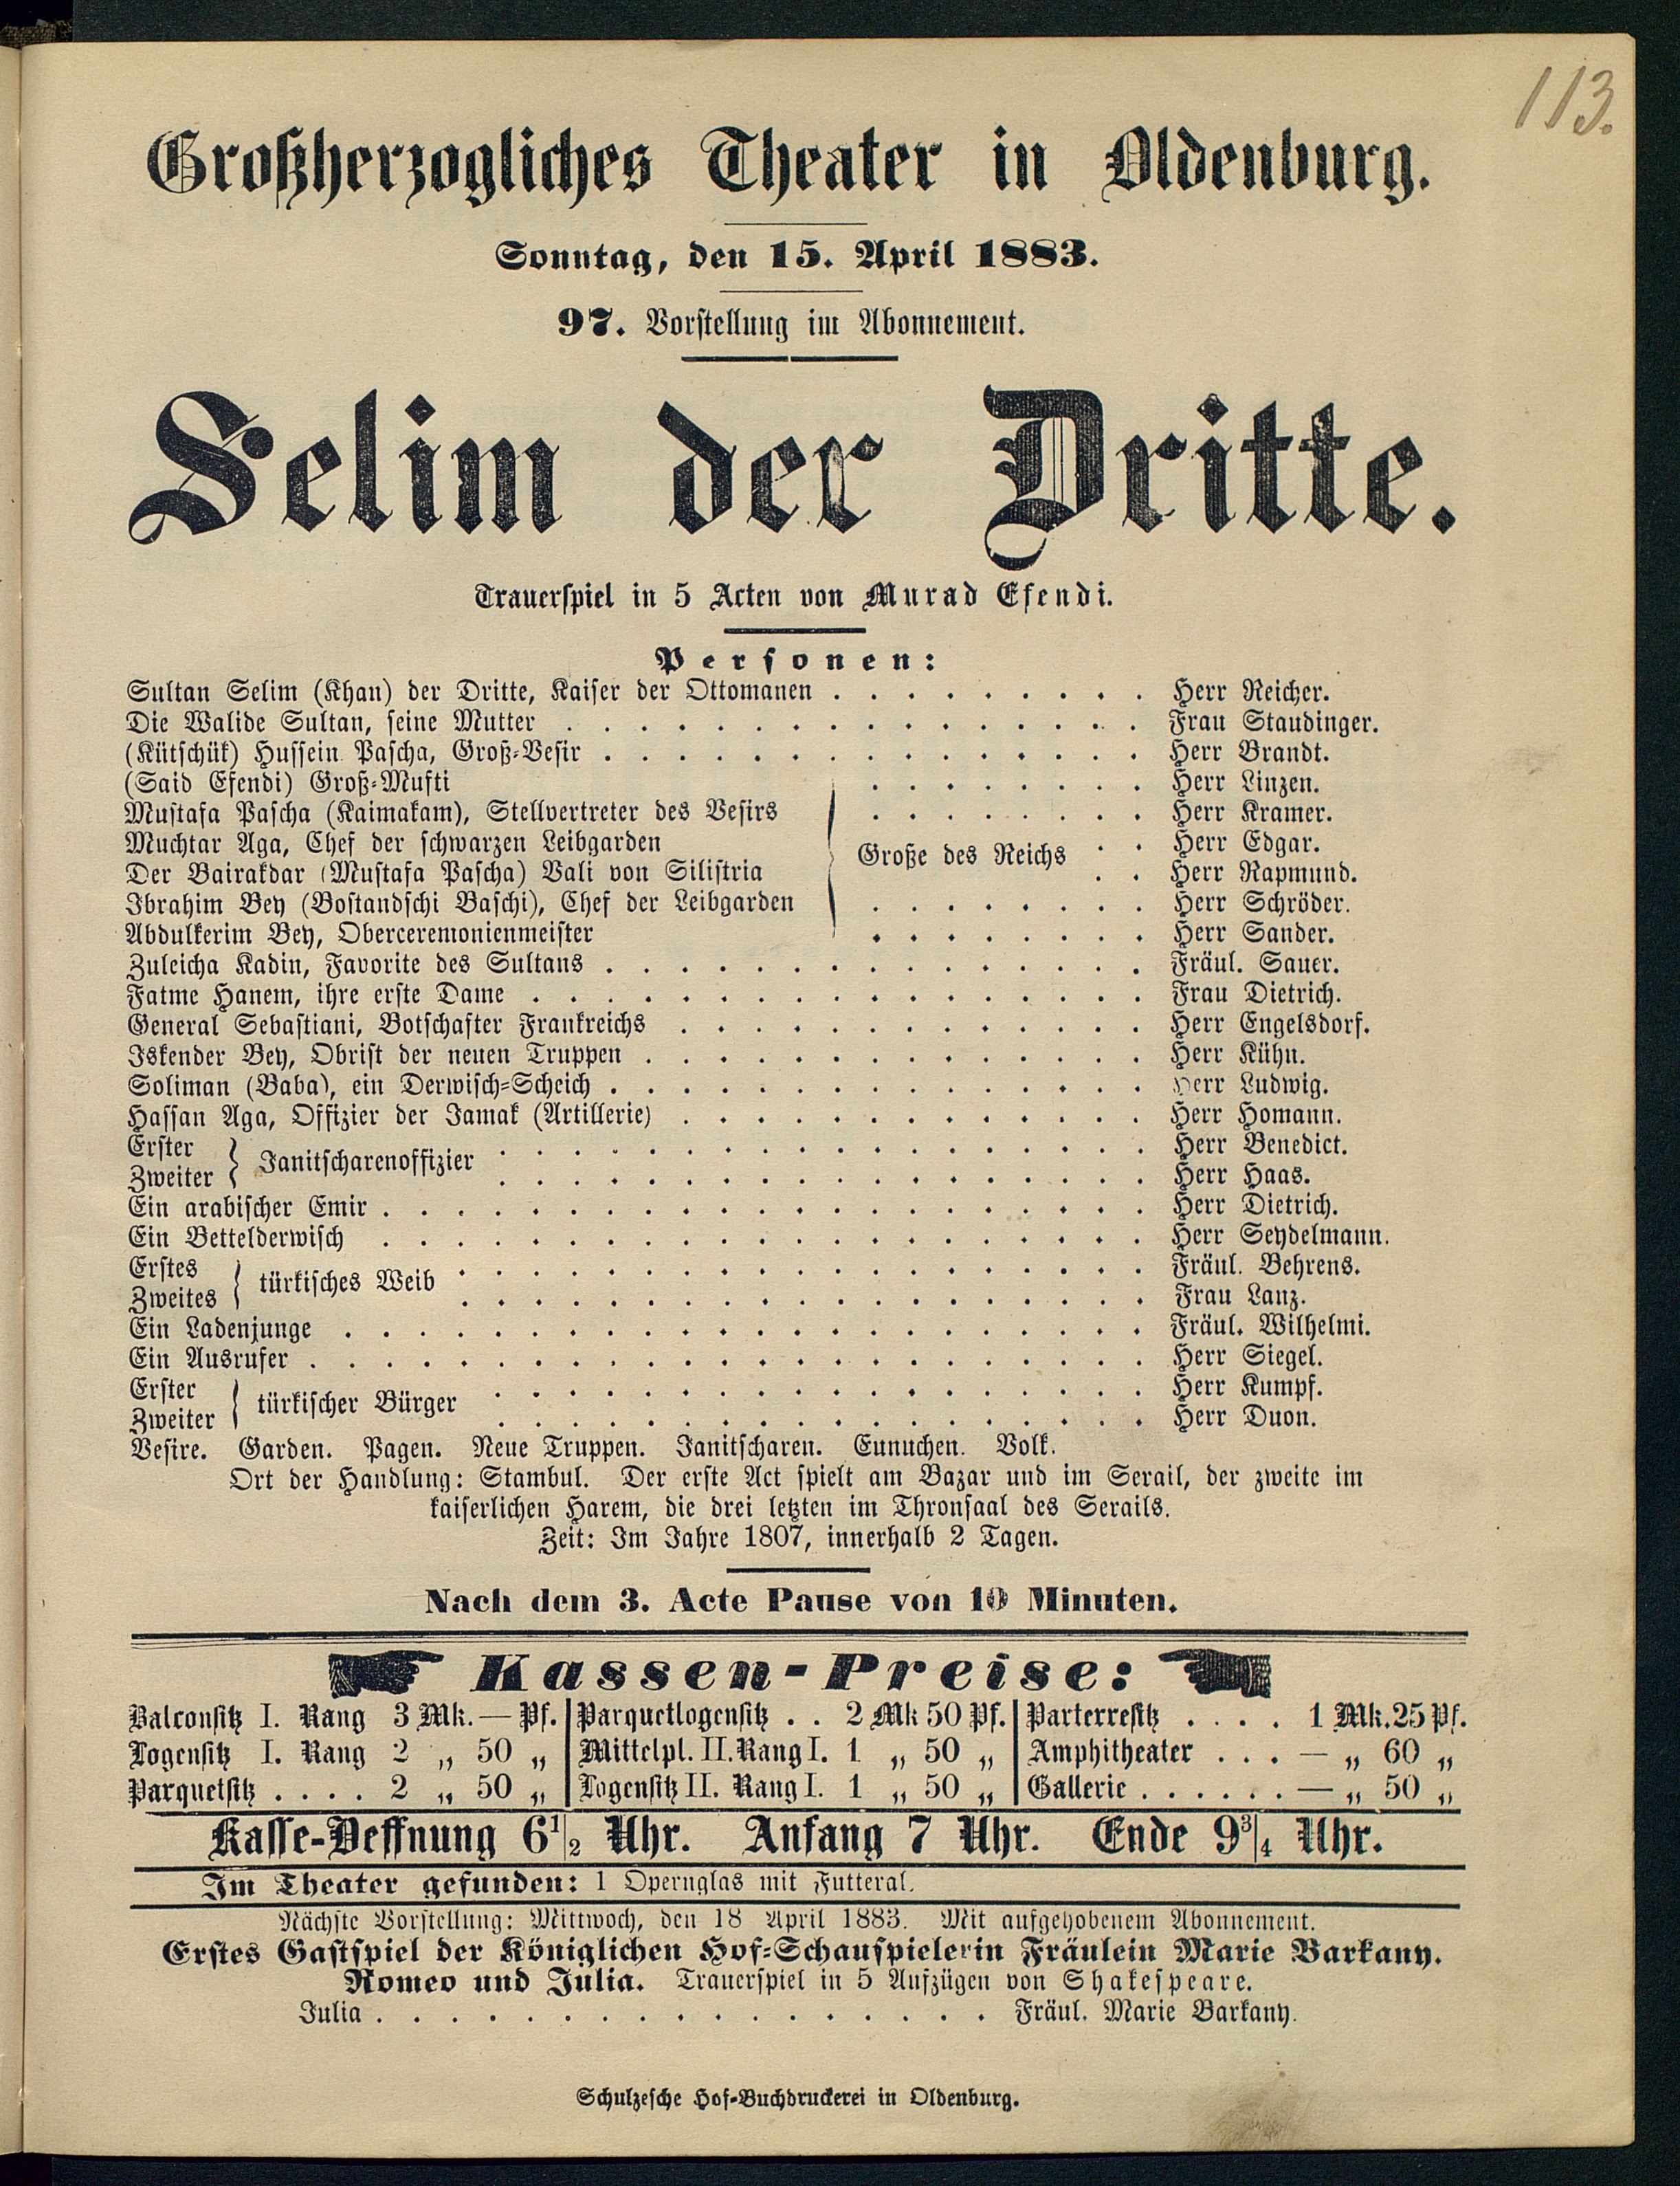 113.
Großherzogliches Theater in Oldenburg.
Sonntag, den 15. April 1883.
97. Vorstellung im Abonnement.
Selim der Dritte.
Trauerspiel in 5 Acten von Murad Efendi.
Personen:
Sultan Selim (Khan) der Dritte, Kaiser der Ottomanen . . . . . . . . . Herr Reicher.
Die Walide Sultan, seine Mutter . . . . . . . . . . . . . . . . Frau Staudinger.
(Kütschük) Hussein Pascha, Groß-Vesir . . . . . . . . . . . . . . . Herr Brandt.
(Said Efendi) Groß-Mufti . . . . . . . . Herr Linzen.
Mustafa Pascha (Kaimakam), Stellvertreter des Vesirs . . . . . . . . Herr Kramer.
Muchtar Aga, Chef der schwarzen Leibgarden . . Herr Edgar.
Große des Reichs
Der Bairakdar (Mustafa Pascha) Vali von Silistria . . Herr Rapmund.
Ibrahim Bey (Bostandschi Baschi), Chef der Leibgarden . . . . . . . . Herr Schröder.
Abdulkerim Bey, Oberceremonienmeister . . . . . . . . Herr Sander.
Zuleicha Kadin, Favorite des Sultans . . . . . . . . . . . . . . . Fräul. Sauer.
Fatme Hanem, ihre erste Dame . . . . . . . . . . . . . . . . . Frau Dietrich.
General Sebastiani, Botschafter Frankreichs . . . . . . . . . . . . . Herr Engelsdorf.
Iskender Bey, Obrist der neuen Truppen . . . . . . . . . . . . . . Herr Kühn.
Soliman (Baba), ein Derwisch-Scheich . . . . . . . . . . . . . . . Herr Ludwig.
Hassan Aga, Offizier der Jamak (Artillerie) . . . . . . . . . . . . . Herr Homann.
Erster . . . . . . . . . . . . . . . . . . Herr Benedict.
Janitscharenoffizier
Zweiter . . . . . . . . . . . . . . . . . . Herr Haas.
Ein arabischer Emir . . . . . . . . . . . . . . . . . . . . . Herr Dietrich.
Ein Bettelderwisch . . . . . . . . . . . . . . . . . . . . . Herr Seydelmann.
Erstes . . . . . . . . . . . . . . . . . . . Fräul. Behrens.
türkisches Weib
Zweites . . . . . . . . . . . . . . . . . . . Frau Lanz.
Ein Ladenjunge . . . . . . . . . . . . . . . . . . . . . . Fräul. Wilhelmi.
Ein Ausrufer . . . . . . . . . . . . . . . . . . . . . . . Herr Siegel.
Erster . . . . . . . . . . . . . . . . . . Herr Kumpf.
türkischer Bürger
Zweiter . . . . . . . . . . . . . . . . . . Herr Duon.
Vesire. Garden. Pagen. Neue Truppen. Janitscharen. Eunuchen. Volk.
Ort der Handlung: Stambul. Der erste Act spielt am Bazar und im Serail, der zweite im
kaiserlichen Harem, die drei letzten im Thronsaal des Serails.
Zeit: Im Jahre 1807, innerhalb 2 Tagen.
Nach dem 3. Acte Pause von 10 Minuten.
Kassen-Preise:
Balconsitz I. Rang 3 Mk. — Pf. Parquetlogensitz . . 2 Mk 50 Pf. Parterresitz . . . . 1 Mk. 25 Pf.
Logensitz I. Rang 2 „ 50 „ Mittelpl. II. Rang I. 1 „ 50 „ Amphitheater . . . — „ 60 „
Parquetsitz . . . . 2 „ 50 „ Logensitz II. Rang I. 1 „ 50 „ Gallerie . . . . . . — „ 50 „
Kasse-Oeffnung 6 1/2 Uhr. Anfang 7 Uhr. Ende 9 3/4 Uhr.
Im Theater gefunden: 1 Opernglas mit Futteral.
Nächste Vorstellung: Mittwoch, den 18 April 1883. Mit aufgehobenem Abonnement.
Erstes Gastspiel der Königlichen Hof-Schauspielerin Fräulein Marie Barkany.
Romeo und Julia. Trauerspiel in 5 Aufzügen von Shakespeare.
Julia . . . . . . . . . . . . . . . . . Fräul. Marie Barkany.
Schulzesche Hof-Buchdruckerei in Oldenburg.